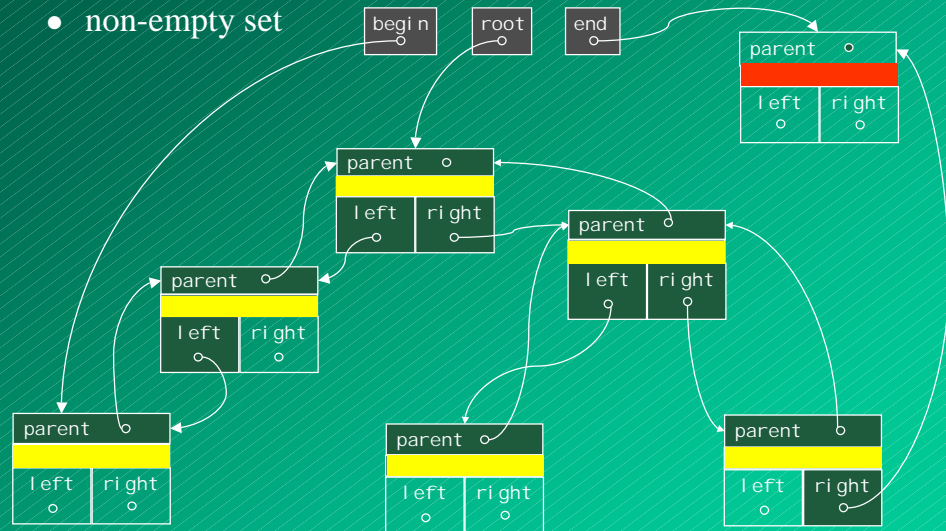 • non-empty set
begin
root
end
parent
left right
parent
left right
parent
left right
parent
left right
parent
left right
parent
left right
parent
left right